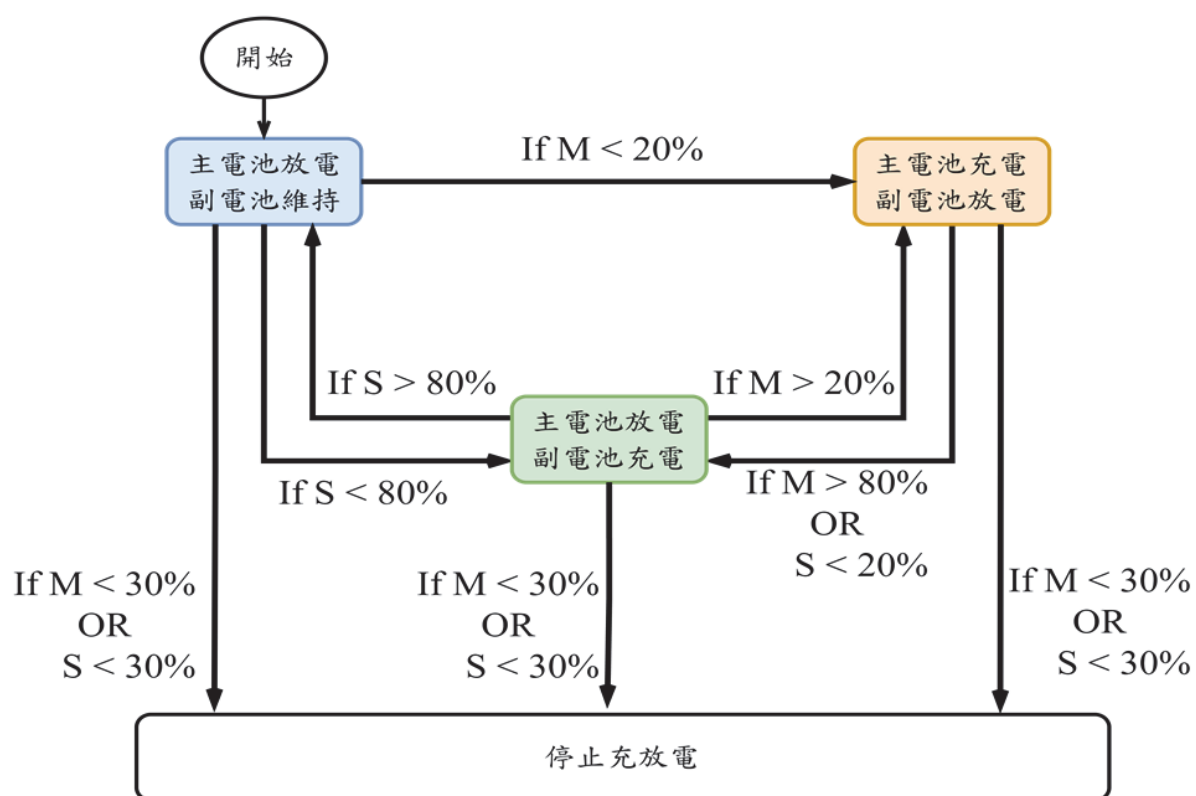 開始
主電池放電
副電池維持
If M < 20%
主電池充電
副電池放電
If S > 80%
If M > 20%
主電池放電
副電池充電
If S < 80%
If M > 80%
OR
S < 20%
If M < 30%
OR
S < 30%
If M < 30%
OR
S < 30%
If M < 30%
OR
S < 30%
停止充放電